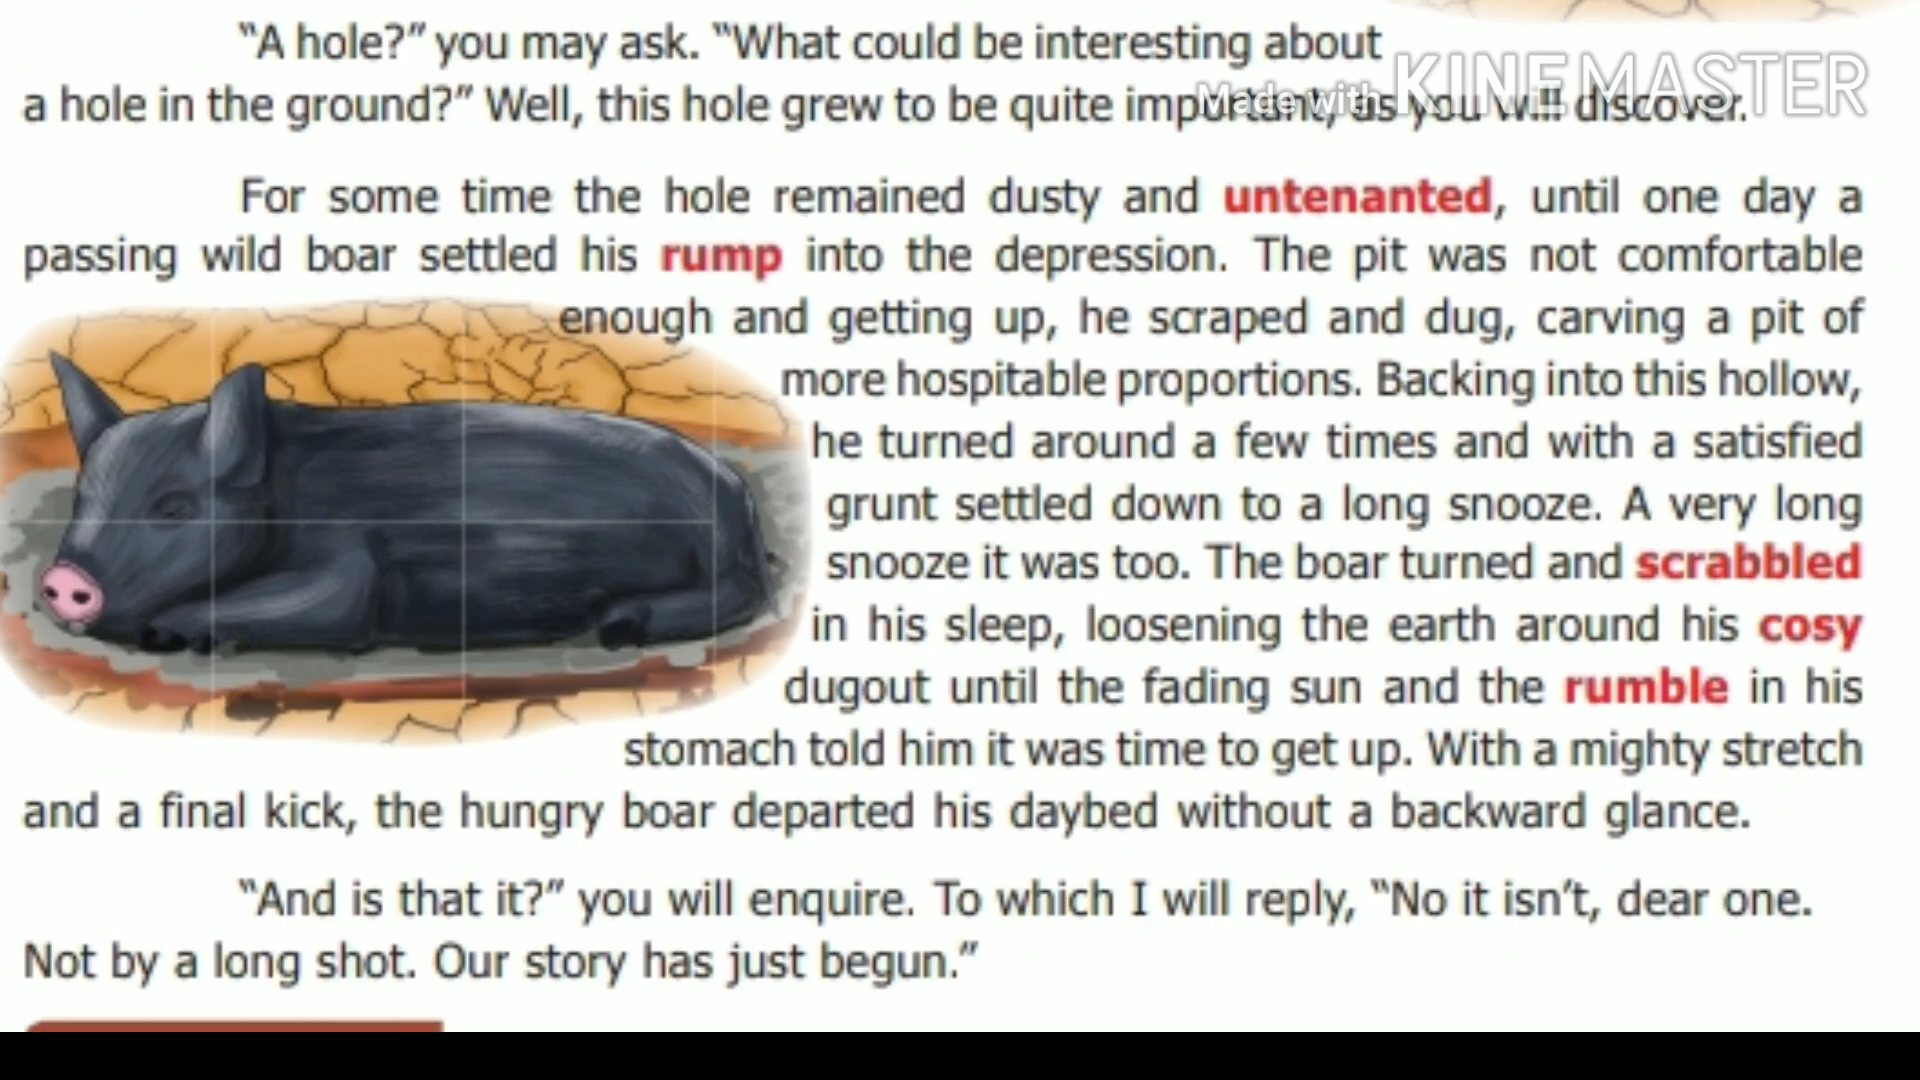 “A hole?” you may ask. “What could be interesting about
a hole in the ground?” Well, this hole grew to be quite important, as you will discover.
Made with KINEMASTER
For some time the hole remained dusty and untenanted, until one day a
passing wild boar settled his rump into the depression. The pit was not comfortable
enough and getting up, he scraped and dug, carving a pit of
more hospitable proportions. Backing into this hollow,
he turned around a few times and with a satisfied
grunt settled down to a long snooze. A very long
snooze it was too. The boar turned and scrabbled
in his sleep, loosening the earth around his cosy
dugout until the fading sun and the rumble in his
stomach told him it was time to get up. With a mighty stretch
and a final kick, the hungry boar departed his daybed without a backward glance.
“And is that it?” you will enquire. To which I will reply, “No it isn’t, dear one.
Not by a long shot. Our story has just begun.”